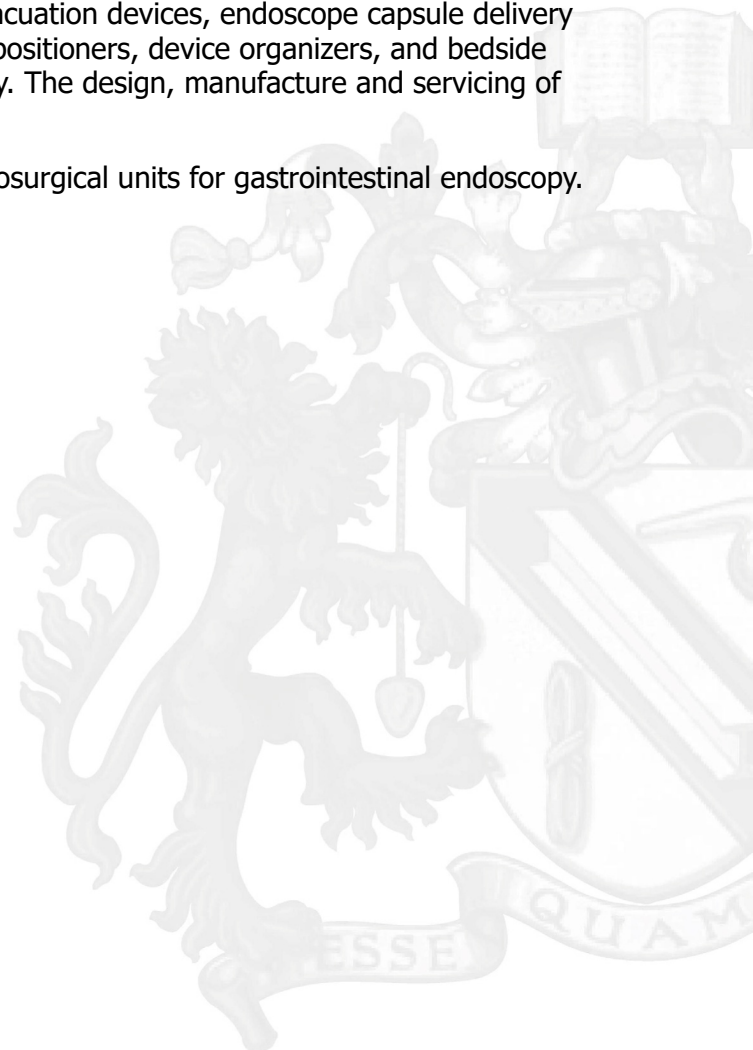 cuation devices, endoscope capsule delivery
positioners, device organizers, and bedside
. The design, manufacture and servicing of
osurgical units for gastrointestinal endoscopy.
ESSE
QUAM